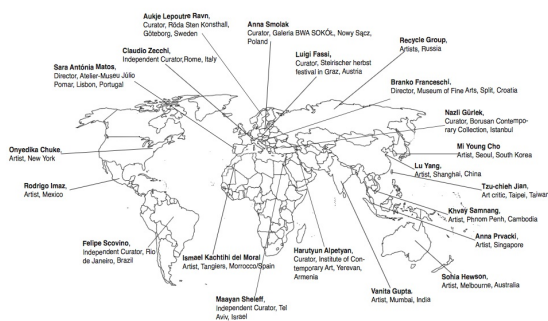 Aukje Lepoutre Ravn,
Curator, Röda Sten Konsthall,
Göteborg, Sweden
Anna Smolak
Curator, Galeria BWA SOKÓŁ, Nowy Sącz,
Poland
Recycle Group,
Artists, Russia
Claudio Zecchi,
Independent Curator,Rome, Italy
Luigi Fassi,
Curator, Steirischer herbst
festival in Graz, Austria
Sara Antónia Matos,
Director, Atelier-Museu Júlio
Pomar, Lisbon, Portugal
Branko Franceschi.
Director, Museum of Fine Arts, Split, Croatia
Nazli Gürlek,
Curator, Borusan Contempo-
rary Collection, Istanbul
Onyedika Chuke,
Artist, New York
Mi Young Cho
Artist, Seoul, South Korea
Lu Yang,
Artist, Shanghai, China
Rodrigo Imaz,
Artist, Mexico
Tzu-chieh Jian,
Art critic, Taipei, Taiwan
Khvay Samnang,
Artist, Phnom Penh, Cambodia
Anna Prvacki,
Artist, Singapore
Felipe Scovino,
Independent Curator, Rio
de Janeiro, Brazil
Ismael Kachtihi del Moral
Artist, Tangiers, Morrocco/Spain
Harutyun Alpetyan,
Curator, Institute of Con-
temporary Art, Yerevan,
Armenia
Sonia Hewson,
Artist, Melbourne, Australia
Vanita Gupta,
Artist, Mumbai, India
Maayan Sheleff,
Independent Curator, Tel
Aviv, Israel